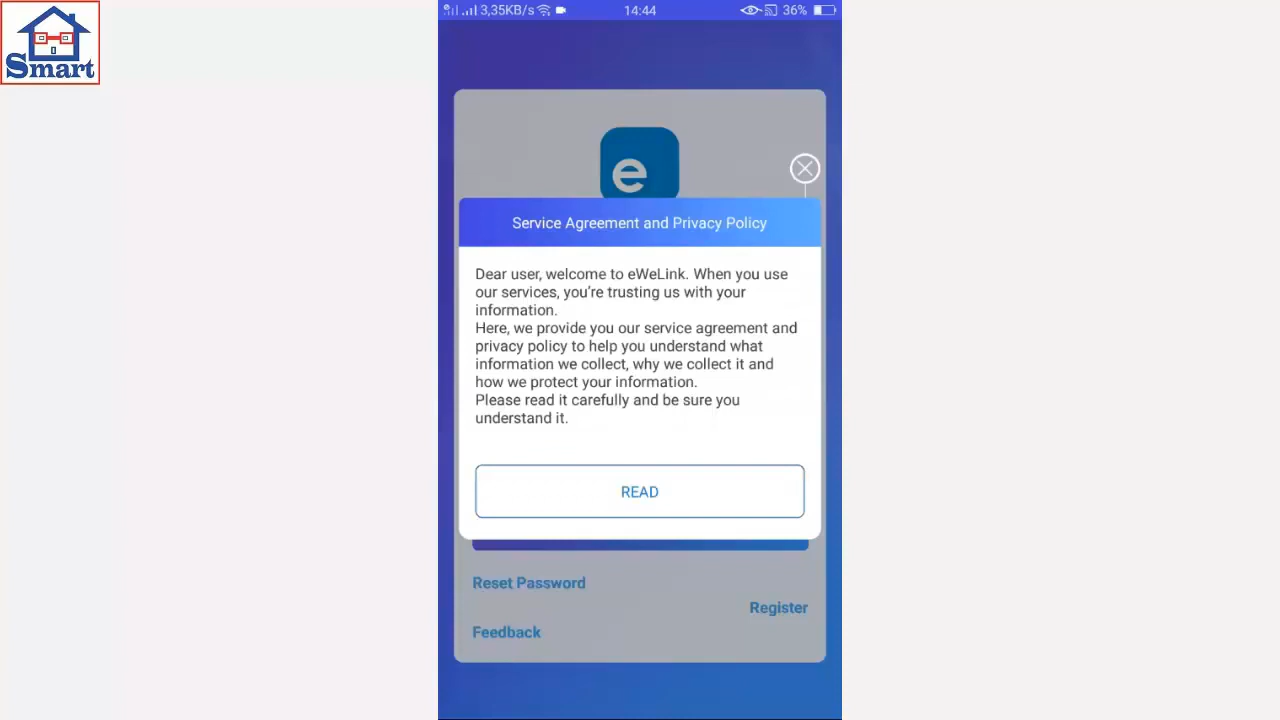 Smart
3,35KB/s
14:44
36%
e
Service Agreement and Privacy Policy
Dear user, welcome to eWeLink. When you use
our services, you’re trusting us with your
information.
Here, we provide you our service agreement and
privacy policy to help you understand what
information we collect, why we collect it and
how we protect your information.
Please read it carefully and be sure you
understand it.
READ
Reset Password
Register
Feedback